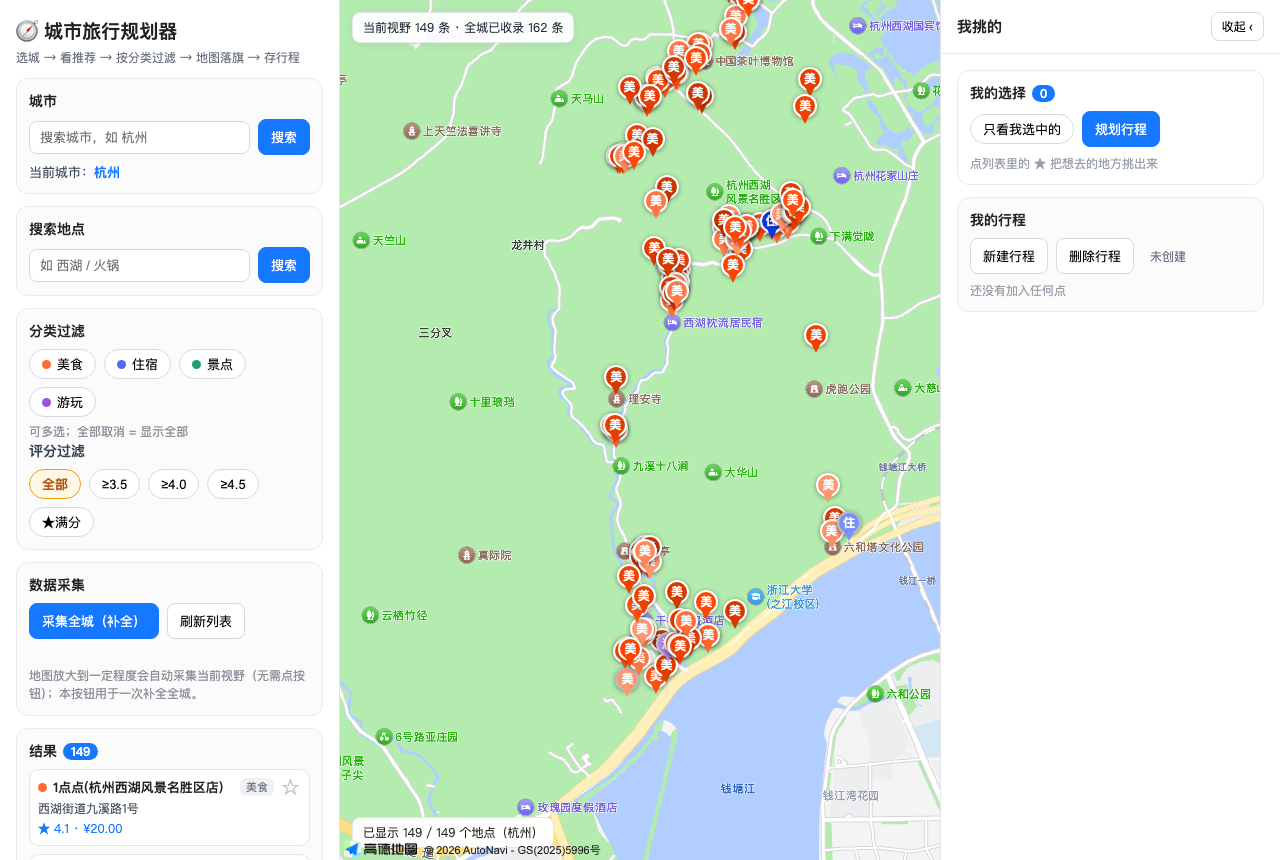 🧭 城市旅行规划器
选城 → 看推荐 → 按分类过滤 → 地图落旗 → 存行程
城市
搜索城市，如 杭州
搜索
当前城市：杭州
搜索地点
如 西湖 / 火锅
搜索
分类过滤
美食
住宿
景点
游玩
可多选；全部取消 = 显示全部
评分过滤
全部
≥3.5
≥4.0
≥4.5
★满分
数据采集
采集全城（补全）
刷新列表
地图放大到一定程度会自动采集当前视野（无需点按
钮）；本按钮用于一次补全全城。
结果 149
1点点(杭州西湖风景名胜区店)
美食
西湖街道九溪路1号
★ 4.1 · ¥20.00
当前视野 149 条 · 全城已收录 162 条
杭州西湖国宾
中国茶叶博物馆
天马山
花
上天竺法喜讲寺
杭州花家山庄
杭州西湖
风景名胜区
下满觉陇
天竺山
龙井村
住
西湖枕流居民宿
三分叉
虎跑公园
大慈山
理安寺
十里琅珰
九溪十八涧
大华山
钱塘江大桥
美
住
六和塔文化公园
真际院
亭
钱江一桥
浙江大学
(之江校区)
云栖竹径
酒店
六和公园
6号路亚庄园
风景
子尖
钱塘江
钱江湾花园
玫瑰园度假酒店
已显示 149 / 149 个地点（杭州）
高德地图 © 2026 AutoNavi - GS(2025)5996号
我挑的
收起 ‹
我的选择 0
只看我选中的
规划行程
点列表里的 ★ 把想去的地方挑出来
我的行程
新建行程
删除行程
未创建
还没有加入任何点